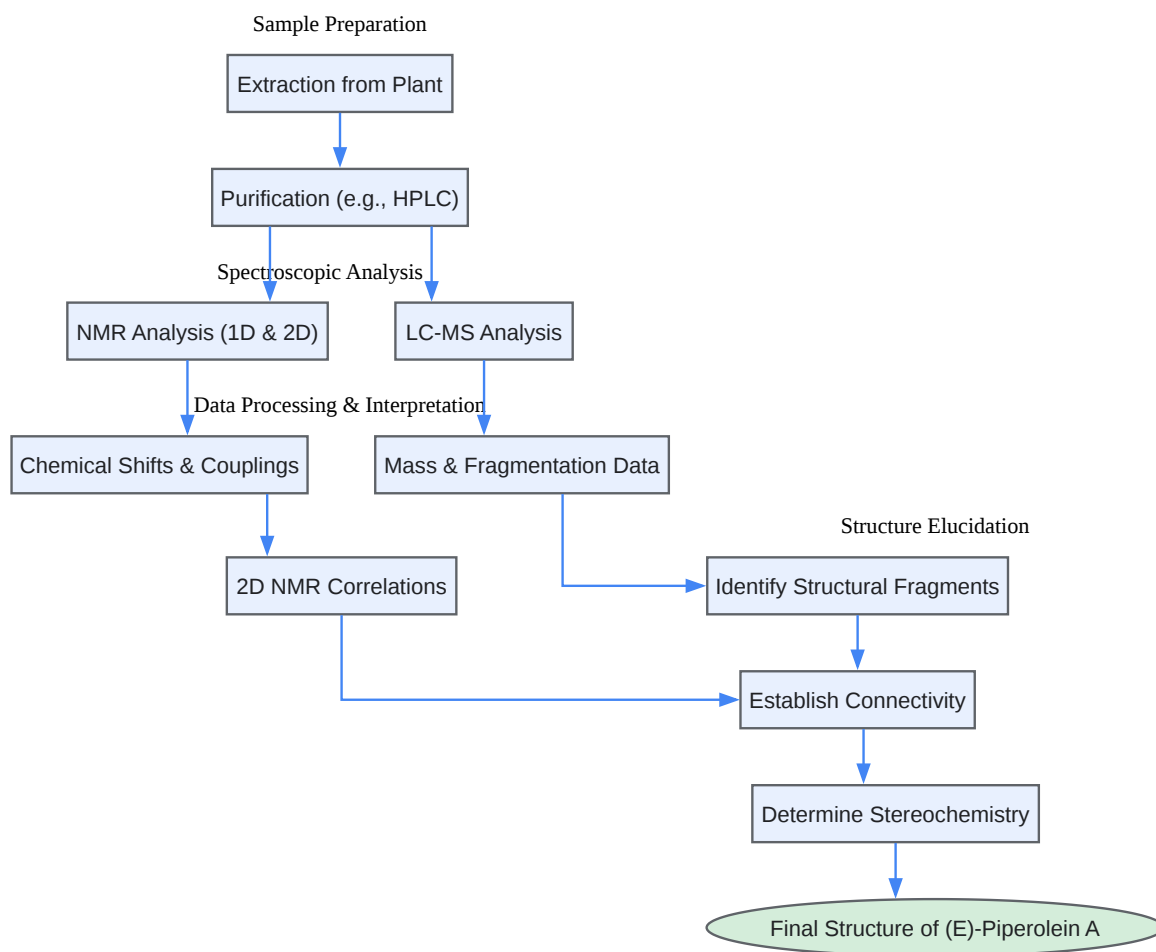 Sample Preparation
Extraction from Plant
Purification (e.g., HPLC)
Spectroscopic Analysis
NMR Analysis (1D & 2D)
LC-MS Analysis
Data Processing & Interpretation
Chemical Shifts & Couplings
Mass & Fragmentation Data
Structure Elucidation
2D NMR Correlations
Identify Structural Fragments
Establish Connectivity
Determine Stereochemistry
Final Structure of (E)-Piperolein A